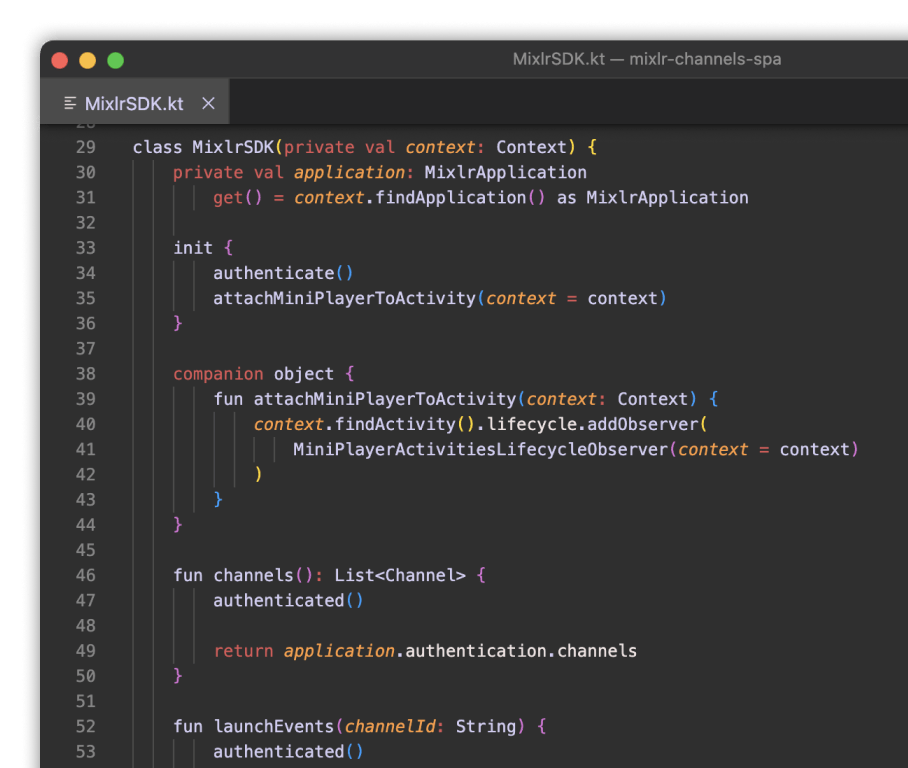 MixlrSDK.kt — mixlr-channels-spa
MixlrSDK.kt
29 class MixlrSDK(private val context: Context) {
30 private val application: MixlrApplication
31 get() = context.findApplication() as MixlrApplication
32
33 init {
34 authenticate()
35 attachMiniPlayerToActivity(context = context)
36 }
37
38 companion object {
39 fun attachMiniPlayerToActivity(context: Context) {
40 context.findActivity().lifecycle.addObserver(
41 MiniPlayerActivitiesLifecycleObserver(context = context)
42 )
43 }
44 }
45
46 fun channels(): List<Channel> {
47 authenticated()
48
49 return application.authentication.channels
50 }
51
52 fun launchEvents(channelId: String) {
53 authenticated()